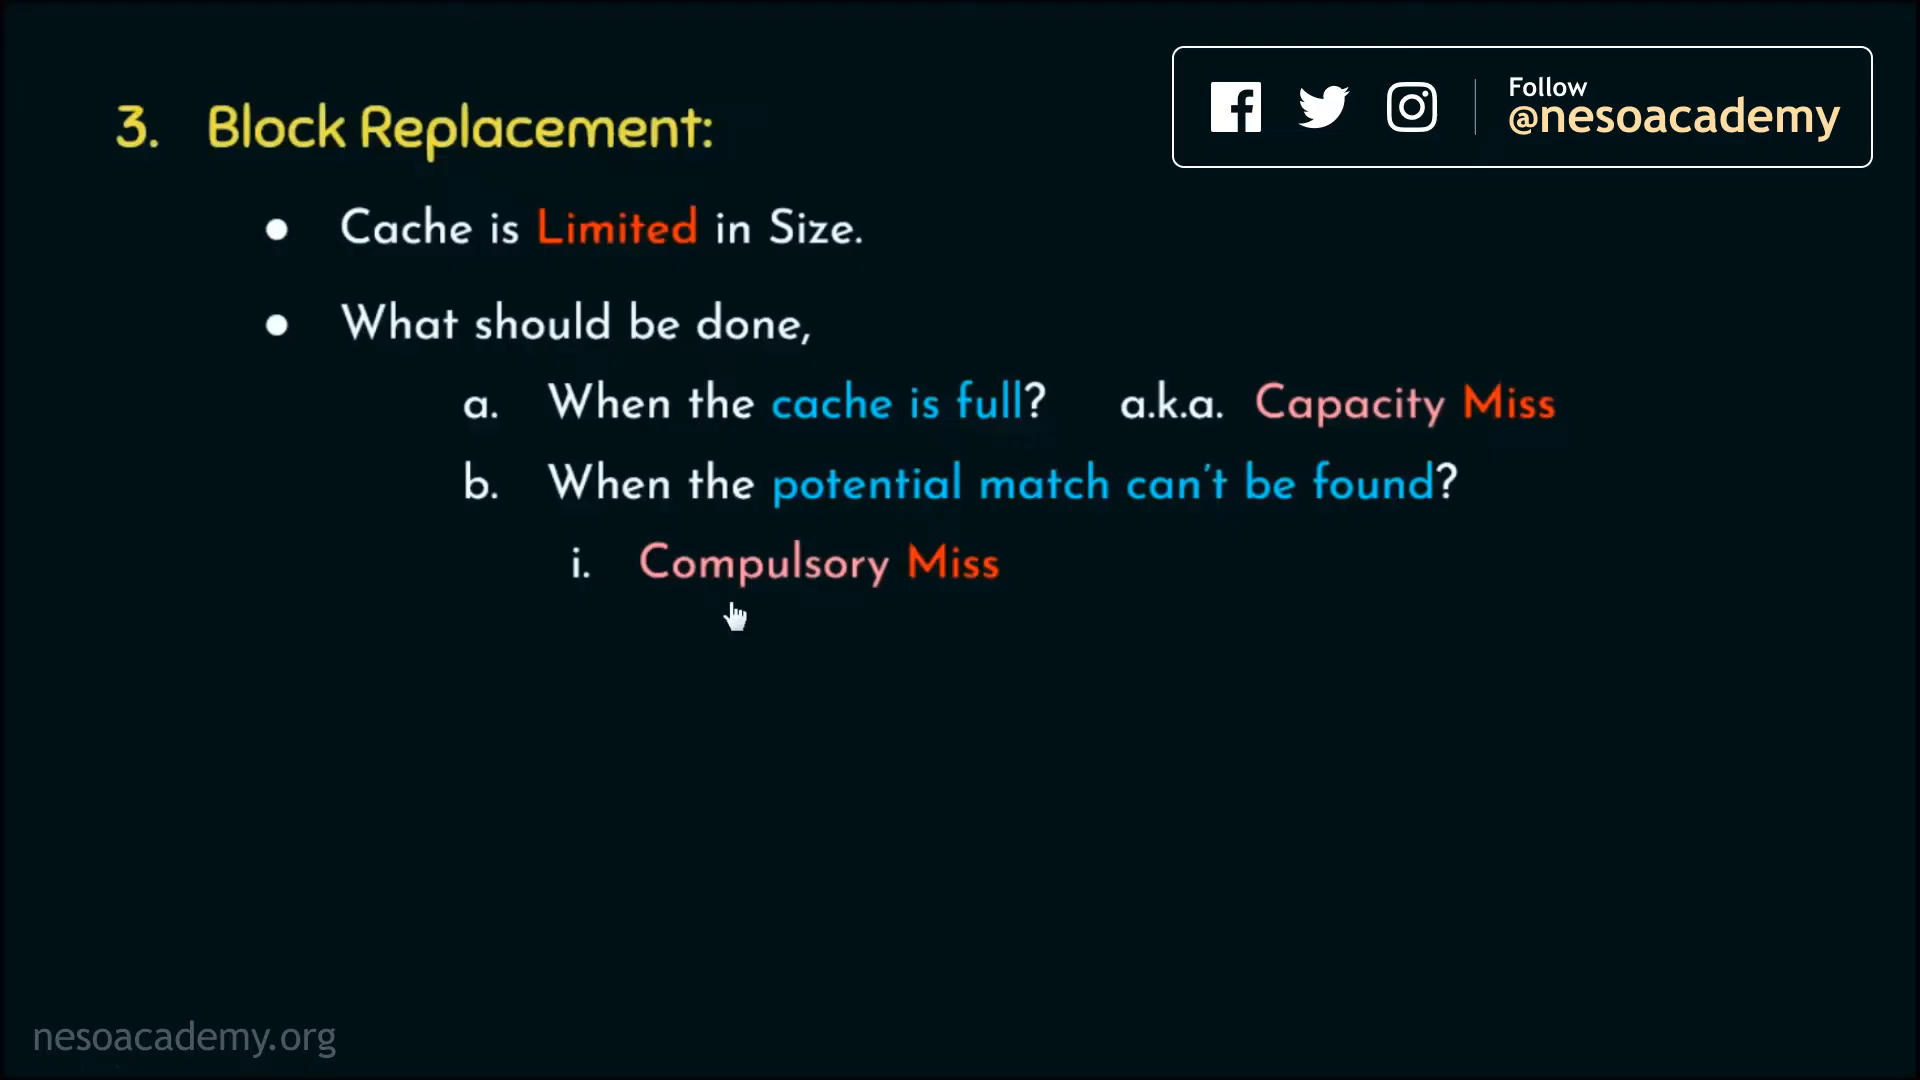 3. Block Replacement:
Follow
@nesoacademy
● Cache is Limited in Size.
● What should be done,
a. When the cache is full? a.k.a. Capacity Miss
b. When the potential match can't be found?
i. Compulsory Miss
nesoacademy.org